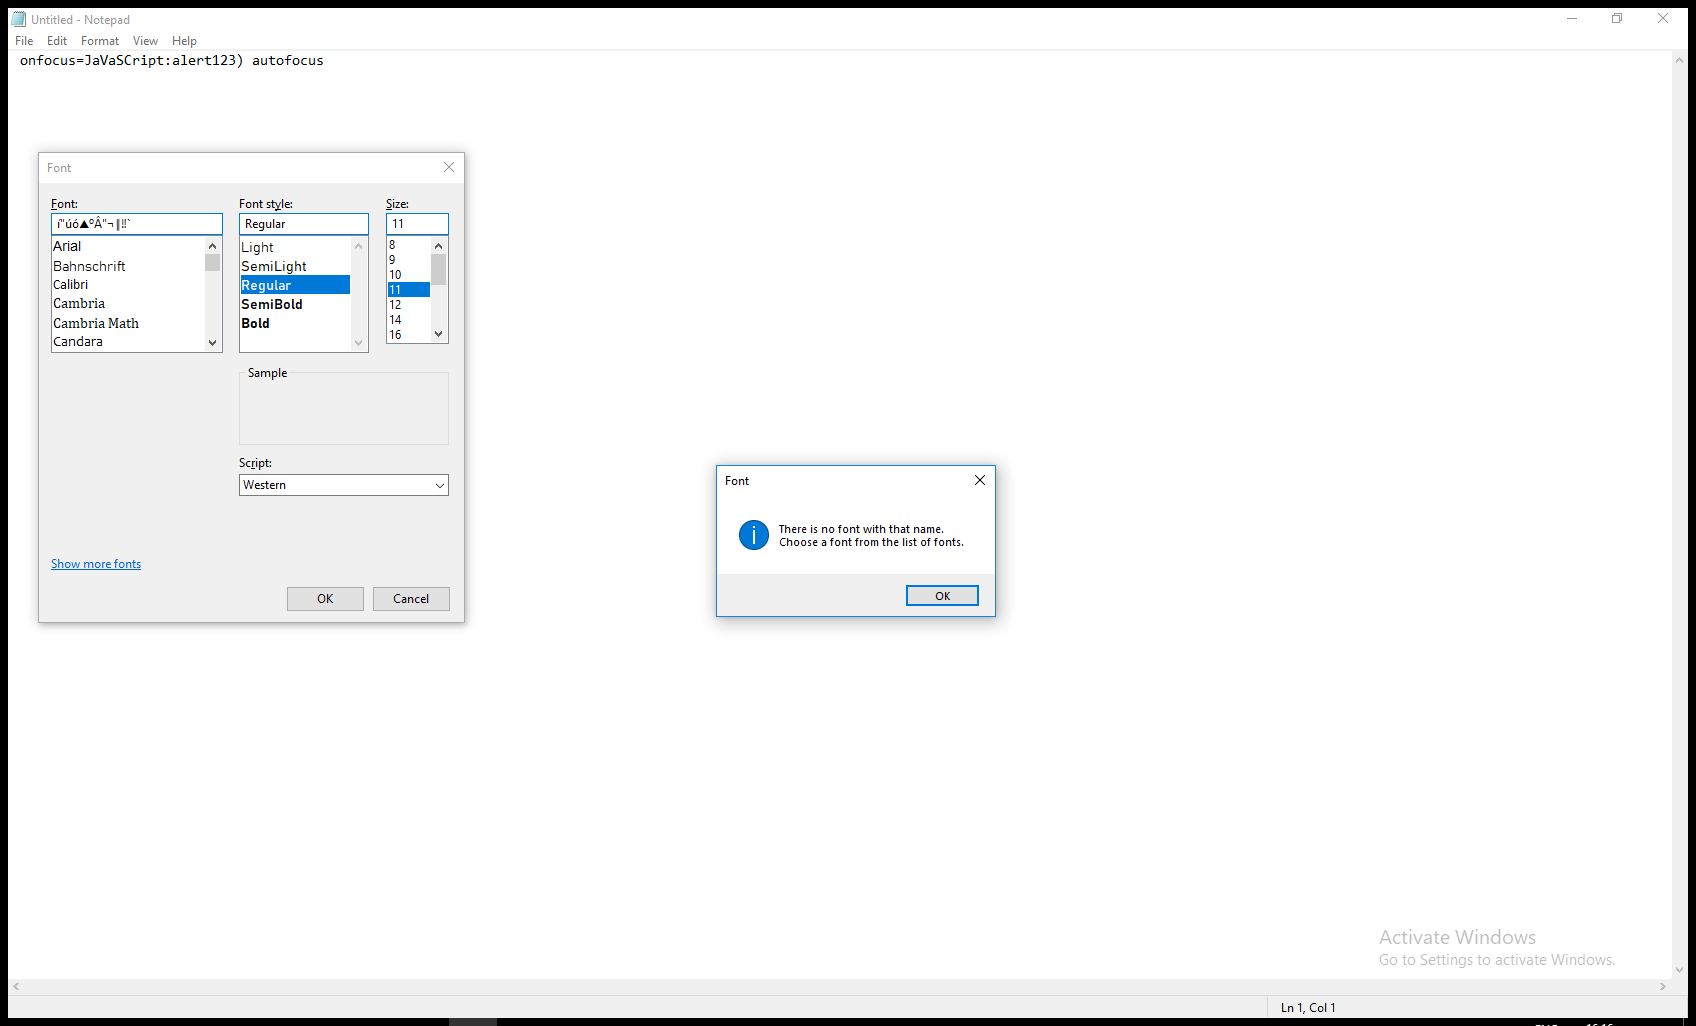 Untitled - Notepad
File Edit Format View Help
onfocus=JaVaSCript:alert123) autofocus
Font
Font: Font style: Size:
Regular 11
Arial
Bahnschrift
Calibri
Cambria
Cambria Math
Candara
Light
SemiLight
Regular
SemiBold
Bold
8
9
10
11
12
14
16
Sample
Script:
Western
Show more fonts
OK Cancel
Font
There is no font with that name.
Choose a font from the list of fonts.
OK
Activate Windows
Go to Settings to activate Windows.
Ln 1, Col 1